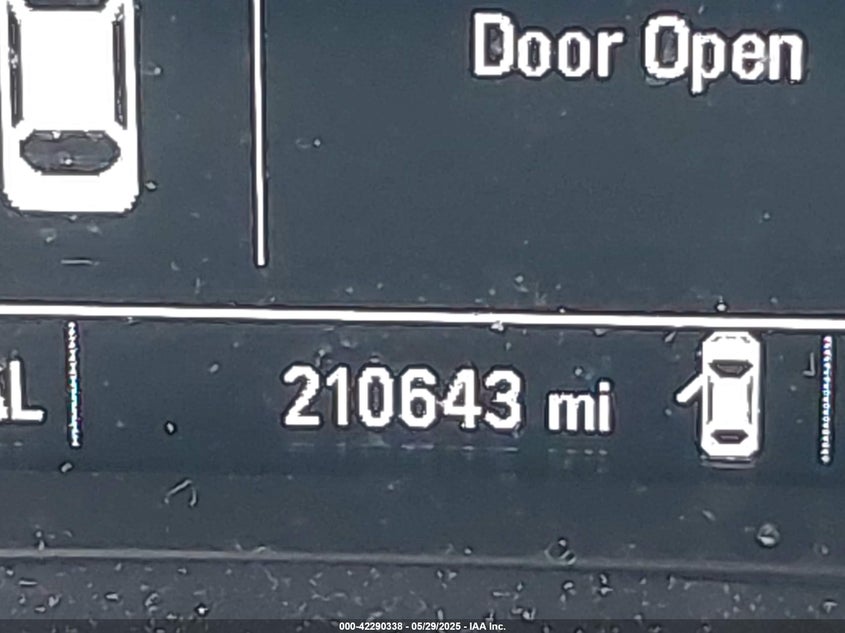 Door Open
210643 mi
000-42290338 - 05/29/2025 - IAA Inc.